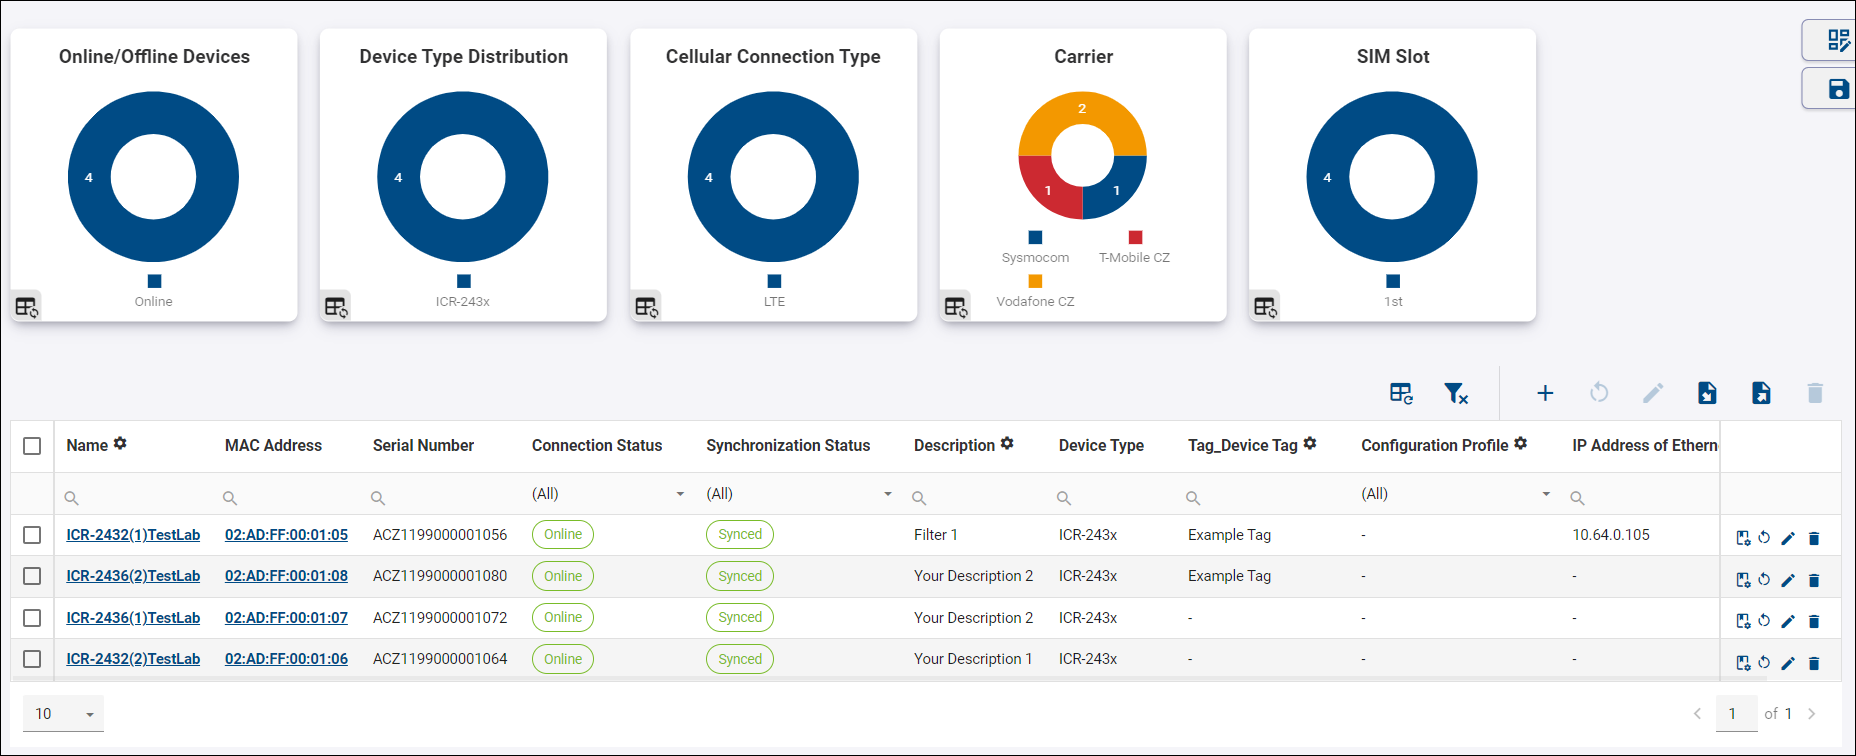 Online/Offline Devices
4
Online
Device Type Distribution
4
ICR-243x
Cellular Connection Type
4
LTE
Carrier
2
1 1
Sysmocom T-Mobile CZ
Vodafone CZ
SIM Slot
4
1st
Name MAC Address Serial Number Connection Status Synchronization Status Description Device Type Tag_Device Tag Configuration Profile IP Address of Ethern
(All) (All) (All)
ICR-2432(1)TestLab 02:AD:FF:00:01:05 ACZ1199000001056 Online Synced Filter 1 ICR-243x Example Tag - 10.64.0.105
ICR-2436(2)TestLab 02:AD:FF:00:01:08 ACZ1199000001080 Online Synced Your Description 2 ICR-243x Example Tag - -
ICR-2436(1)TestLab 02:AD:FF:00:01:07 ACZ1199000001072 Online Synced Your Description 2 ICR-243x - - -
ICR-2432(2)TestLab 02:AD:FF:00:01:06 ACZ1199000001064 Online Synced Your Description 1 ICR-243x - - -
10 1 of 1